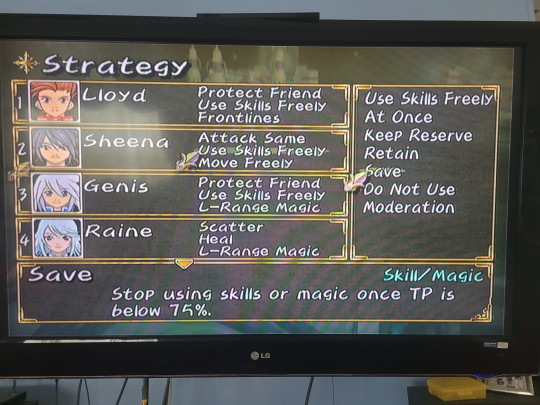 Strategy
1
Lloyd
Protect Friend
Use Skills Freely
Frontlines
2
Sheena
Attack Same
Use Skills Freely
Move Freely
3
Genis
Protect Friend
Use Skills Freely
L-Range Magic
4
Raine
Scatter
Heal
L-Range Magic
Use Skills Freely
At Once
Keep Reserve
Retain
Save
Do Not Use
Moderation
Save
Skill/Magic
Stop using skills or magic once TP is
below 75%.
LG